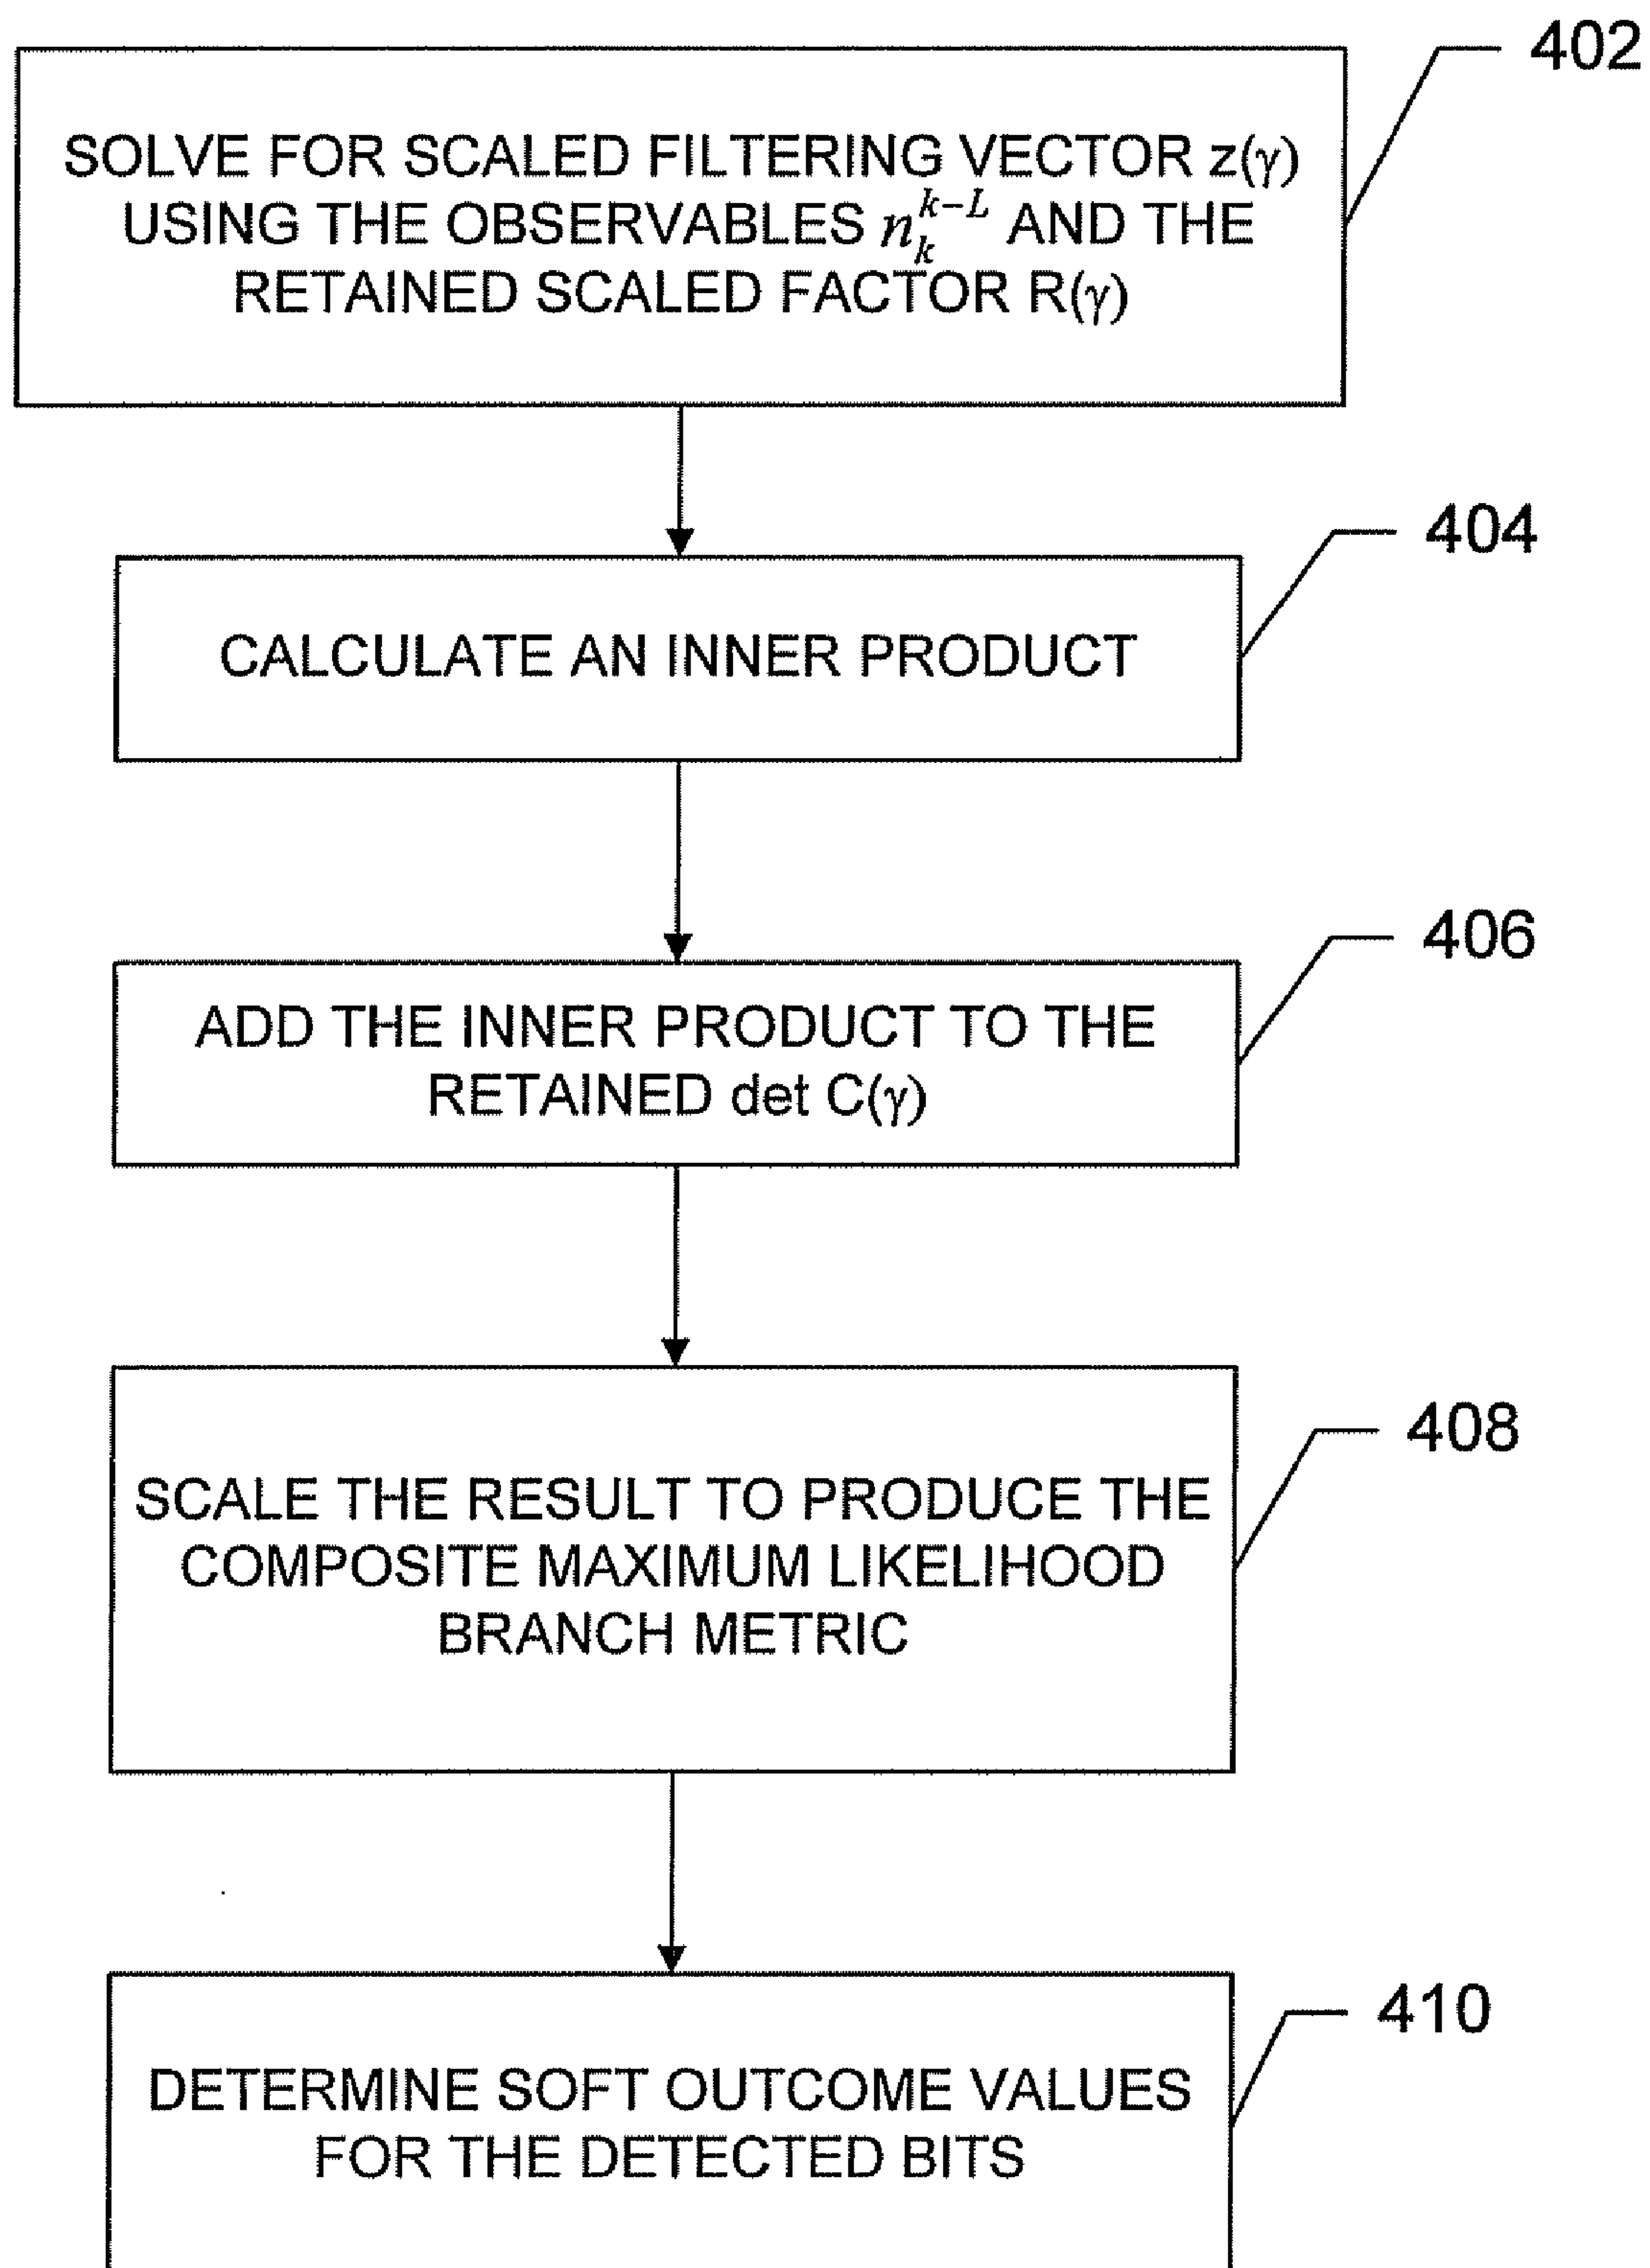 402
SOLVE FOR SCALED FILTERING VECTOR z(γ)
USING THE OBSERVABLES $n_k^{k-L}$ AND THE
RETAINED SCALED FACTOR R(γ)
404
CALCULATE AN INNER PRODUCT
406
ADD THE INNER PRODUCT TO THE
RETAINED det C(γ)
408
SCALE THE RESULT TO PRODUCE THE
COMPOSITE MAXIMUM LIKELIHOOD
BRANCH METRIC
410
DETERMINE SOFT OUTCOME VALUES
FOR THE DETECTED BITS